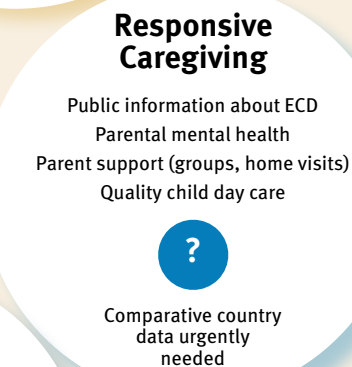 Responsive
Caregiving
Public information about ECD
Parental mental health
Parent support (groups, home visits)
Quality child day care
?
Comparative country
data urgently
needed